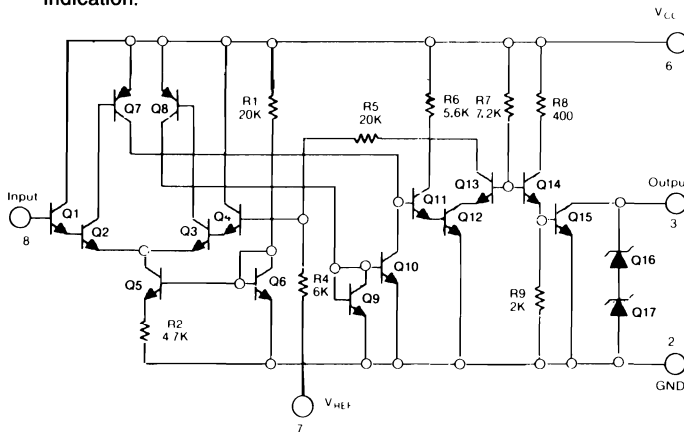 indication.
VCC
6
R1
20K
R5
20K
R6
5.6K
R7
7.2K
R8
400
Q7
Q8
Input
8
Q1
Q2
Q3
Q4
Q11
Q12
Q13
Q14
Q15
Output
3
Q16
Q17
Q5
Q6
R4
6K
Q10
Q9
R9
2K
R2
4.7K
2
GND
VREF
7